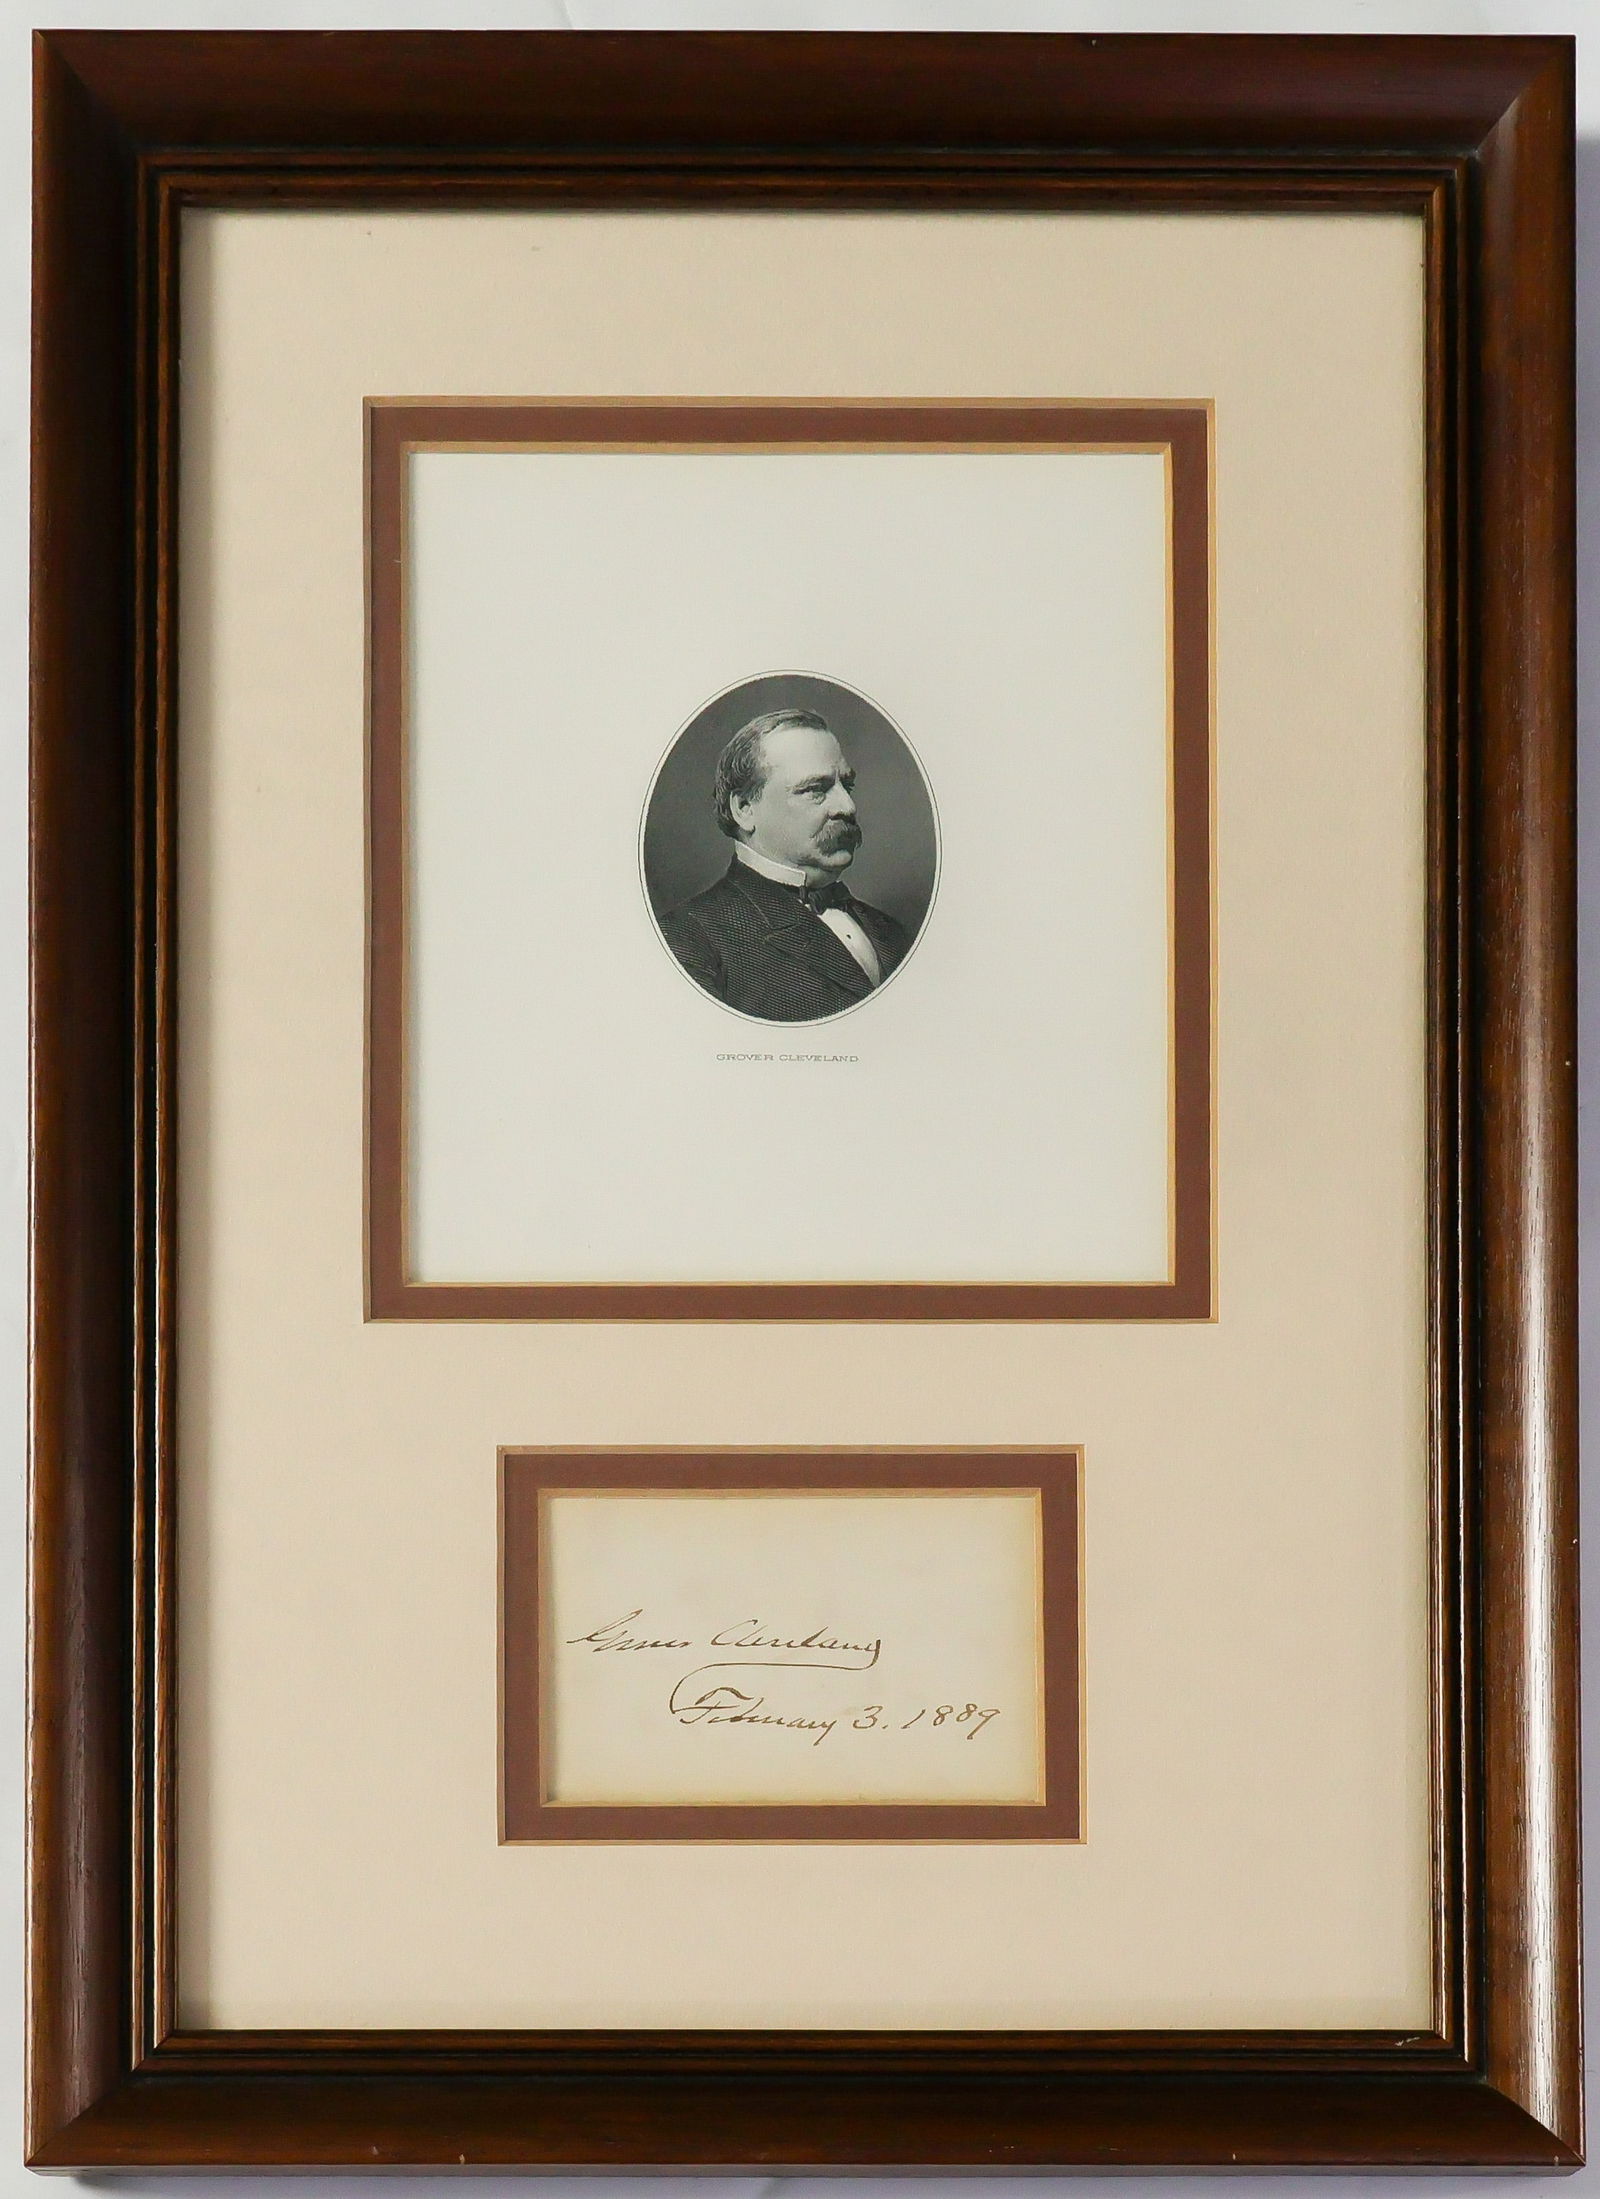 GROVER CLEVELAND
Grover Cleveland
February 3. 1889